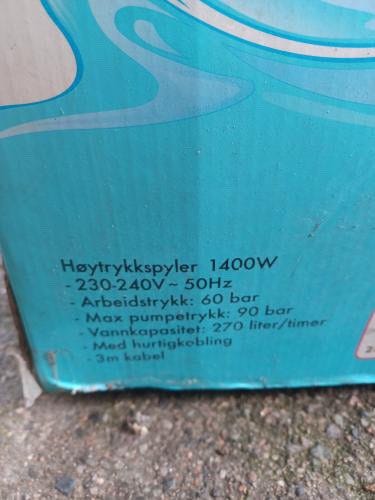 Høytrykkspyler 1400W
- 230-240V ~ 50Hz
- Arbeidstrykk: 60 bar
- Max pumpetrykk: 90 bar
- Vannkapasitet: 270 liter/timer
- Med hurtigkobling
- 3m kabel